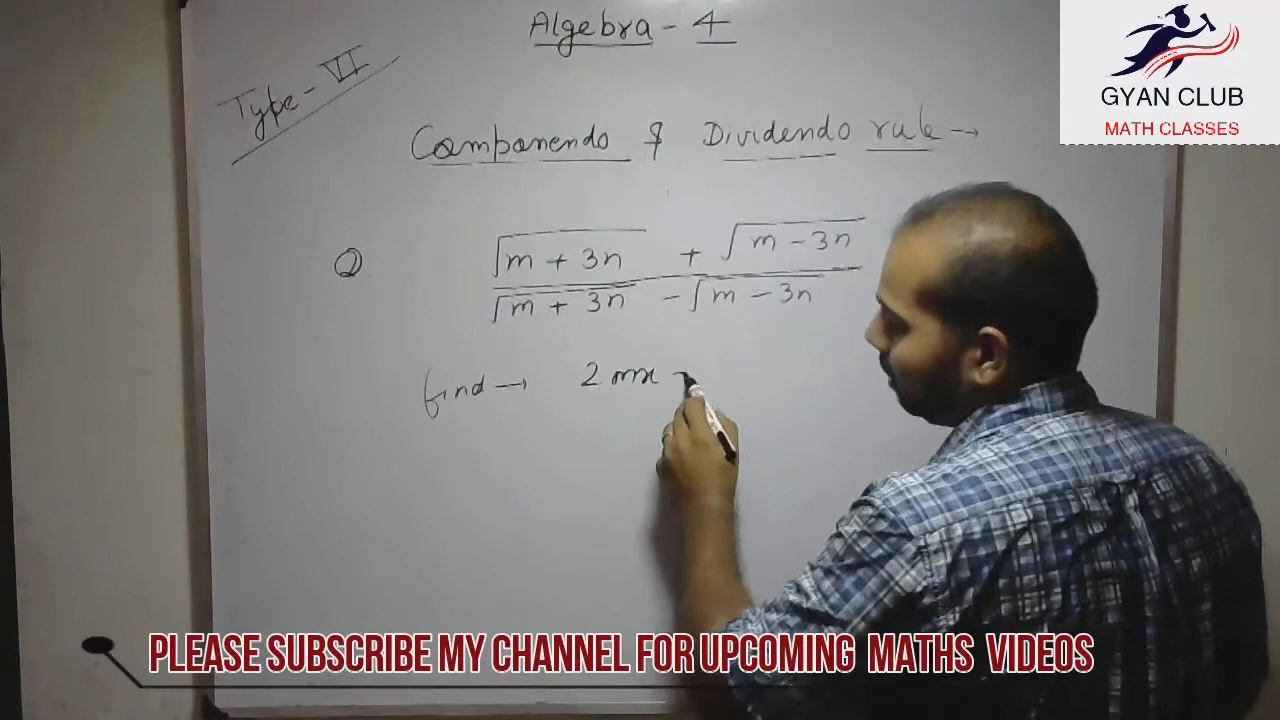 Algebra - 4
GYAN CLUB
MATH CLASSES
Type - VI
Componendo & Dividendo rule →
Q √m + 3n + √m - 3n
√m + 3n - √m - 3n
find → 2 mx -
PLEASE SUBSCRIBE MY CHANNEL FOR UPCOMING MATHS VIDEOS